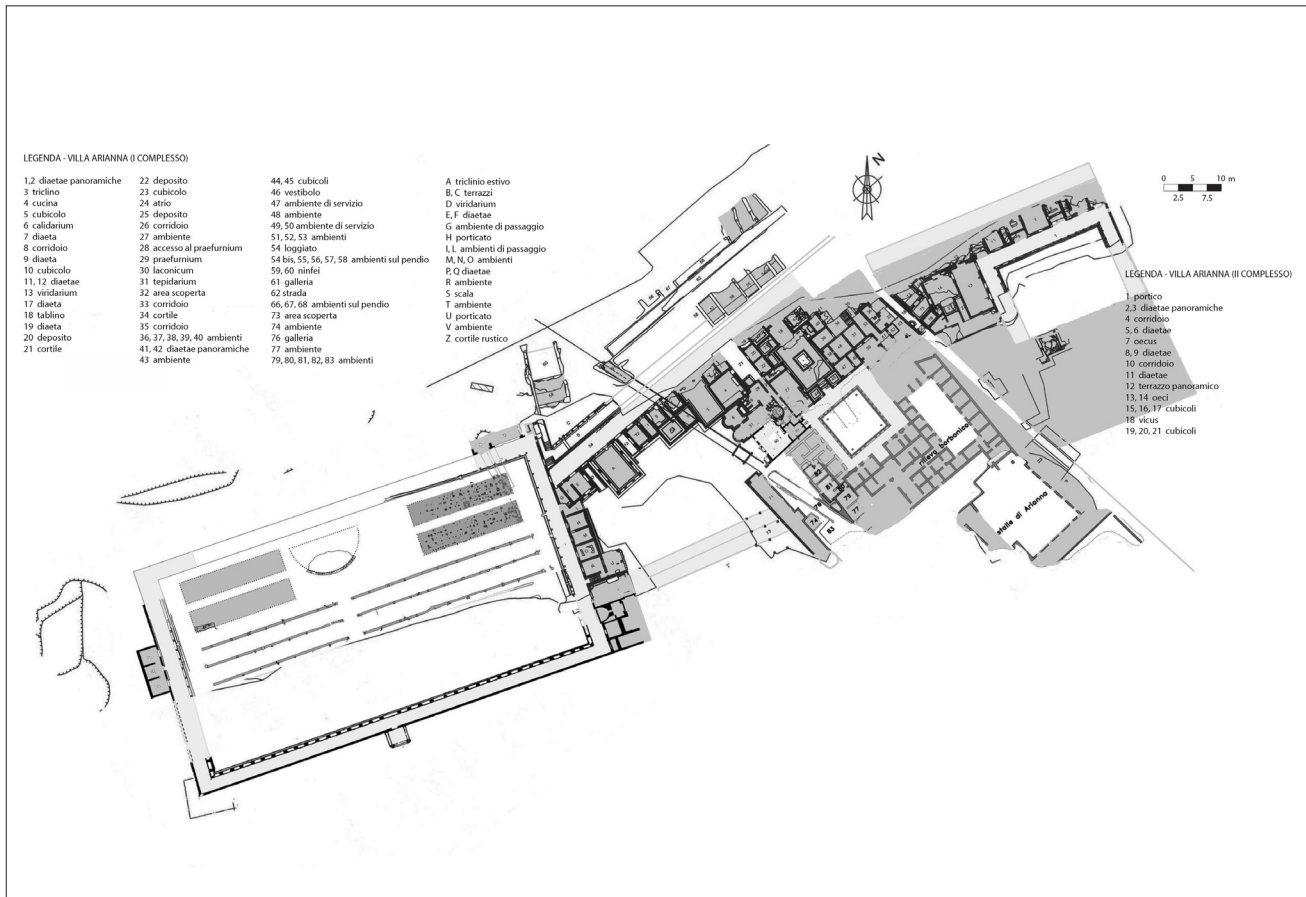 LEGENDA - VILLA ARIANNA (I COMPLESSO)
1,2 diaetae panoramiche
3 triclino
4 cucina
5 cubicolo
6 calidarium
7 diaeta
8 corridoio
9 diaeta
10 cubicolo
11, 12 diaetae
13 viridarium
17 diaeta
18 tablino
19 diaeta
20 deposito
21 cortile
22 deposito
23 cubicolo
24 atrio
25 deposito
26 corridoio
27 ambiente
28 accesso al praefurnium
29 praefurnium
30 laconicum
31 tepidarium
32 area scoperta
33 corridoio
34 cortile
35 corridoio
36, 37, 38, 39, 40 ambienti
41, 42 diaetae panoramiche
43 ambiente
44, 45 cubicoli
46 vestibolo
47 ambiente di servizio
48 ambiente
49, 50 ambiente di servizio
51, 52, 53 ambienti
54 loggiato
54 bis, 55, 56, 57, 58 ambienti sul pendio
59, 60 ninfei
61 galleria
62 strada
66, 67, 68 ambienti sul pendio
73 area scoperta
74 ambiente
76 galleria
77 ambiente
79, 80, 81, 82, 83 ambienti
A triclinio estivo
B, C terrazzi
D viridarium
E, F diaetae
G ambiente di passaggio
H porticato
I, L ambienti di passaggio
M, N, O ambienti
P, Q diaetae
R ambiente
S scala
T ambiente
U porticato
V ambiente
Z cortile rustico
N
0 5 10 m
2.5 7.5
LEGENDA - VILLA ARIANNA (II COMPLESSO)
1 portico
2,3 diaetae panoramiche
4 corridoio
5, 6 diaetae
7 oecus
8, 9 diaetae
10 corridoio
11 diaetae
12 terrazzo panoramico
13, 14 oeci
15, 16, 17 cubicoli
18 vicus
19, 20, 21 cubicoli
rilievo borbonico
stalle di Arianna
82
81
79
77
74
83